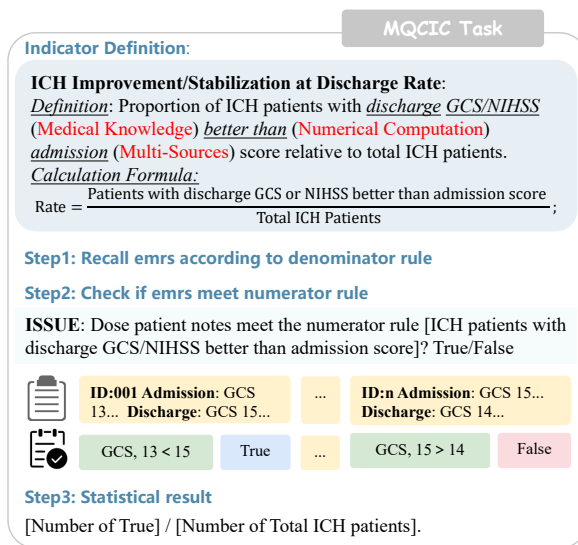 MQCIC Task
Indicator Definition:
ICH Improvement/Stabilization at Discharge Rate:
Definition: Proportion of ICH patients with discharge GCS/NIHSS
(Medical Knowledge) better than (Numerical Computation)
admission (Multi-Sources) score relative to total ICH patients.
Calculation Formula:
Rate = Patients with discharge GCS or NIHSS better than admission score / Total ICH Patients ;
Step1: Recall emrs according to denominator rule
Step2: Check if emrs meet numerator rule
ISSUE: Dose patient notes meet the numerator rule [ICH patients with
discharge GCS/NIHSS better than admission score]? True/False
ID:001 Admission: GCS
13... Discharge: GCS 15...
...
ID:n Admission: GCS 15...
Discharge: GCS 14...
GCS, 13 < 15
True
...
GCS, 15 > 14
False
Step3: Statistical result
[Number of True] / [Number of Total ICH patients].